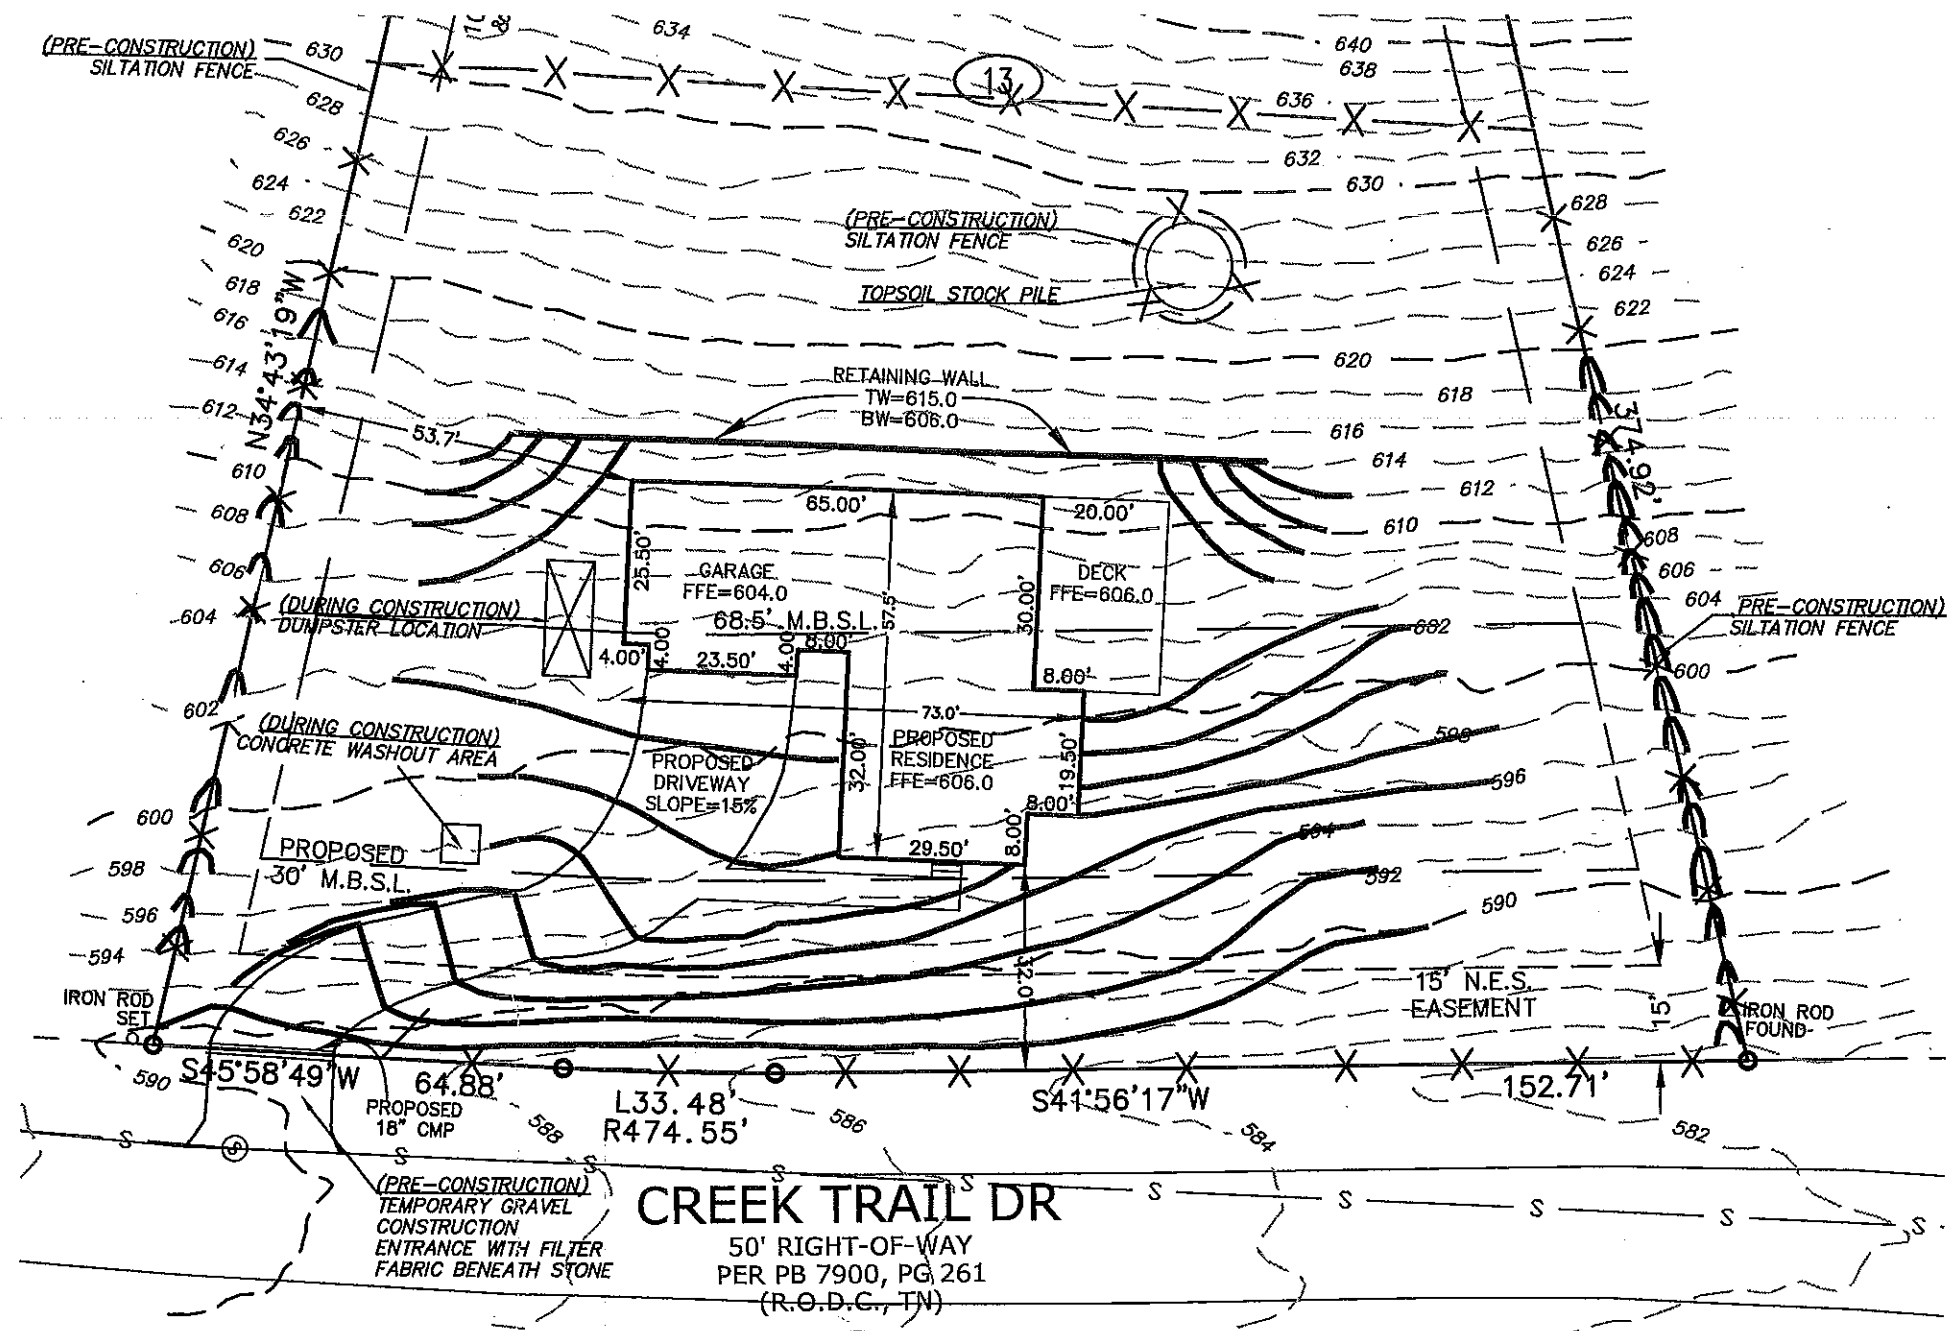 (PRE-CONSTRUCTION)
SILTATION FENCE
630
628
626
624
622
620
618
616
614
612
610
608
606
604
602
600
598
596
594
590
634
13
640
638
636
632
630
628
626
624
622
620
618
616
614
612
610
608
606
604
600
682
598
596
594
592
590
(PRE-CONSTRUCTION)
SILTATION FENCE
TOPSOIL STOCK PILE
RETAINING WALL
TW=615.0
BW=606.0
N34°43'19"W
374.92'
53.7'
65.00'
20.00'
25.50'
GARAGE
FFE=604.0
57.5'
30.00'
DECK
FFE=606.0
68.5' M.B.S.L.
(DURING CONSTRUCTION)
DUMPSTER LOCATION
4.00'
4.00
23.50'
4.00
8.00
8.00'
73.0'
PRE-CONSTRUCTION)
SILTATION FENCE
(DURING CONSTRUCTION)
CONCRETE WASHOUT AREA
PROPOSED
DRIVEWAY
SLOPE=15%
32.00'
PROPOSED
RESIDENCE
FFE=606.0
19.50'
8.00'
8.00'
29.50'
PROPOSED
30' M.B.S.L.
32.0
15' N.E.S.
EASEMENT
15'
IRON ROD
SET
IRON ROD
FOUND
S45°58'49"W
64.88'
L33.48'
R474.55'
S41°56'17"W
152.71'
PROPOSED
18" CMP
588
586
584
582
S
S
S
S
S
S
S
S
S
S
S
(PRE-CONSTRUCTION)
TEMPORARY GRAVEL
CONSTRUCTION
ENTRANCE WITH FILTER
FABRIC BENEATH STONE
CREEK TRAIL DR
50' RIGHT-OF-WAY
PER PB 7900, PG 261
(R.O.D.C., TN)